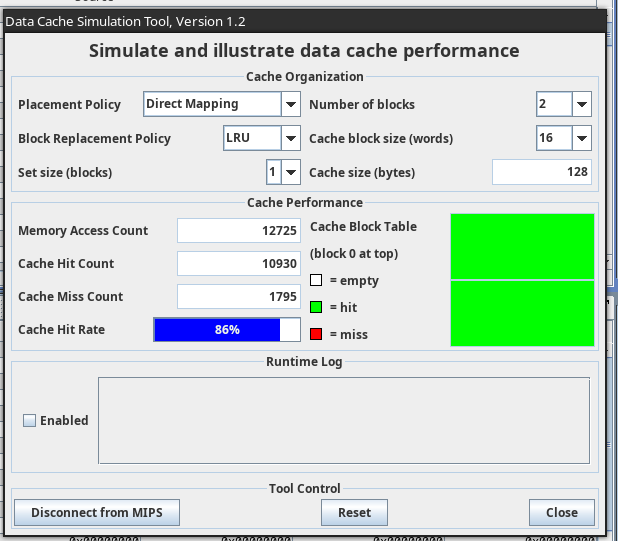 Data Cache Simulation Tool, Version 1.2
Simulate and illustrate data cache performance
Cache Organization
Placement Policy Direct Mapping Number of blocks 2
Block Replacement Policy LRU Cache block size (words) 16
Set size (blocks) 1 Cache size (bytes) 128
Cache Performance
Memory Access Count 12725 Cache Block Table
Cache Hit Count 10930 (block 0 at top)
= empty
Cache Miss Count 1795
= hit
Cache Hit Rate 86% = miss
Runtime Log
Enabled
Tool Control
Disconnect from MIPS Reset Close